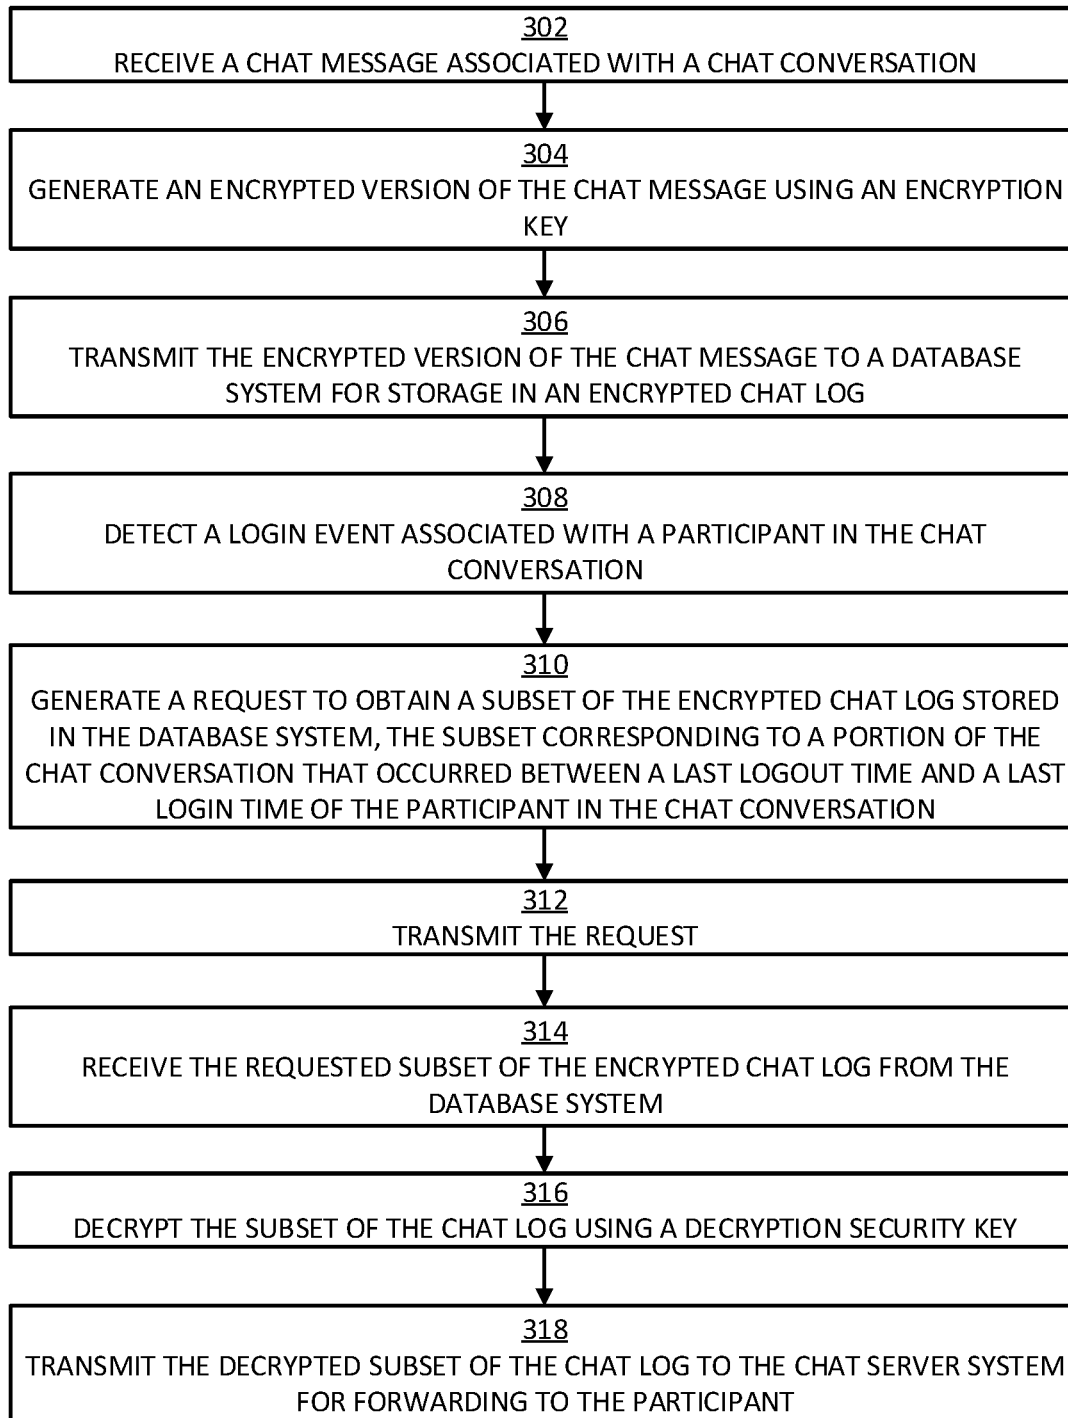 302
RECEIVE A CHAT MESSAGE ASSOCIATED WITH A CHAT CONVERSATION
304
GENERATE AN ENCRYPTED VERSION OF THE CHAT MESSAGE USING AN ENCRYPTION
KEY
306
TRANSMIT THE ENCRYPTED VERSION OF THE CHAT MESSAGE TO A DATABASE
SYSTEM FOR STORAGE IN AN ENCRYPTED CHAT LOG
308
DETECT A LOGIN EVENT ASSOCIATED WITH A PARTICIPANT IN THE CHAT
CONVERSATION
310
GENERATE A REQUEST TO OBTAIN A SUBSET OF THE ENCRYPTED CHAT LOG STORED
IN THE DATABASE SYSTEM, THE SUBSET CORRESPONDING TO A PORTION OF THE
CHAT CONVERSATION THAT OCCURRED BETWEEN A LAST LOGOUT TIME AND A LAST
LOGIN TIME OF THE PARTICIPANT IN THE CHAT CONVERSATION
312
TRANSMIT THE REQUEST
314
RECEIVE THE REQUESTED SUBSET OF THE ENCRYPTED CHAT LOG FROM THE
DATABASE SYSTEM
316
DECRYPT THE SUBSET OF THE CHAT LOG USING A DECRYPTION SECURITY KEY
318
TRANSMIT THE DECRYPTED SUBSET OF THE CHAT LOG TO THE CHAT SERVER SYSTEM
FOR FORWARDING TO THE PARTICIPANT